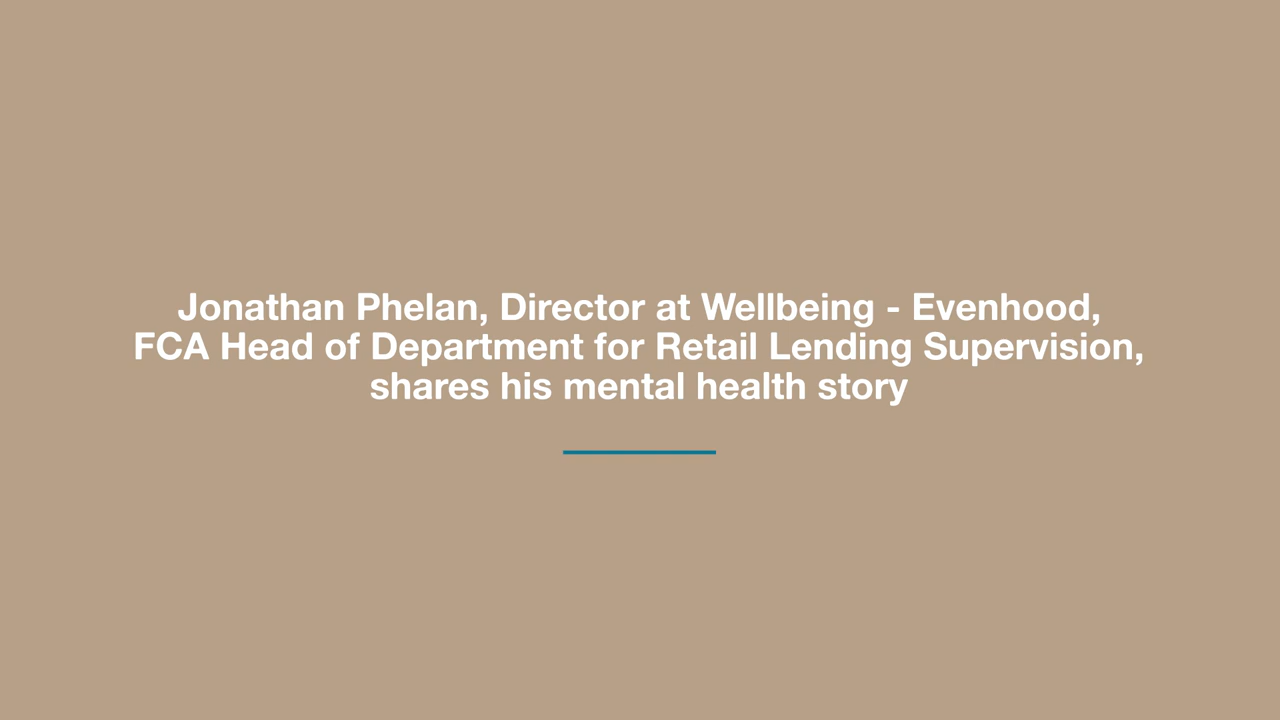 Jonathan Phelan, Director at Wellbeing - Evenhood,
FCA Head of Department for Retail Lending Supervision,
shares his mental health story